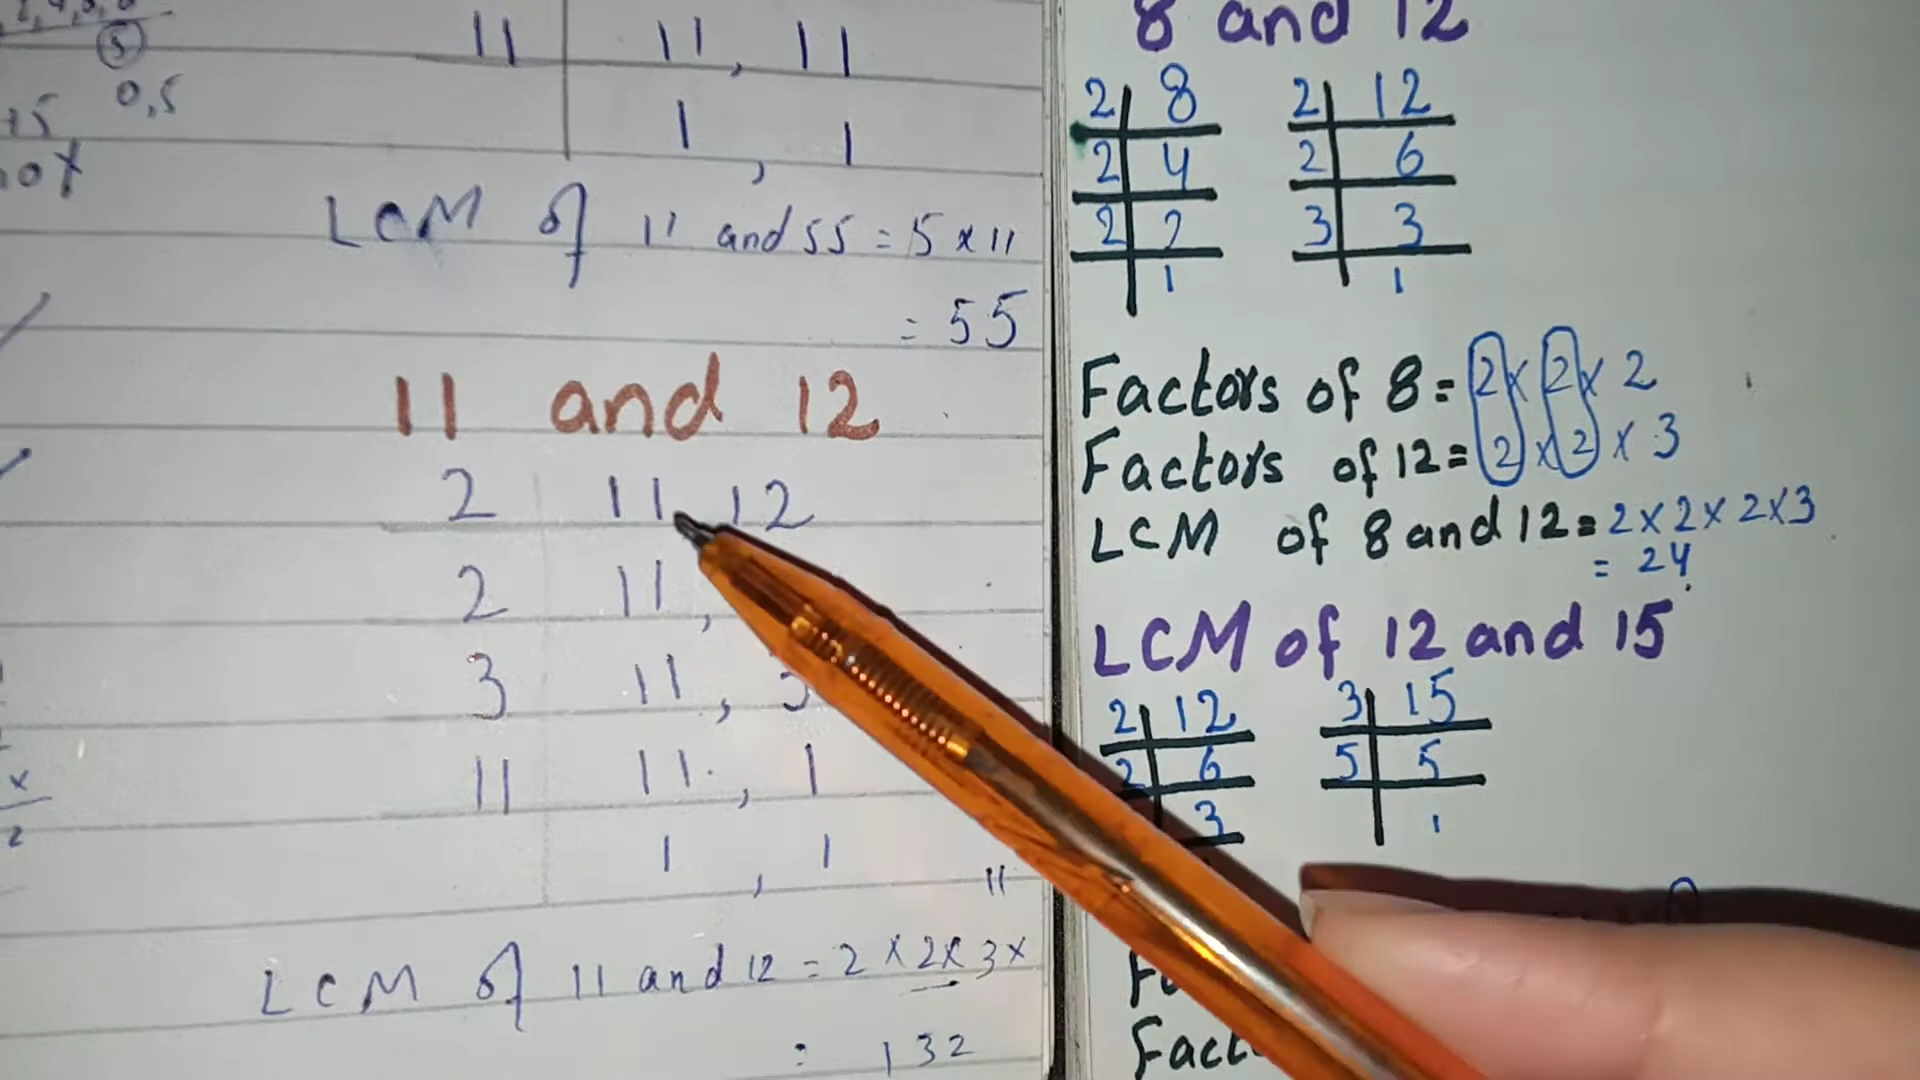 0,5
11 | 11, 11
1, 1
LCM of 11 and 55 = 5 × 11
= 55
11 and 12
2 | 11, 12
2 | 11,
3 | 11, 3
11 | 11, 1
1, 1
11
LCM of 11 and 12 = 2 × 2 × 3 ×
= 132
8 and 12
2 | 8 2 | 12
2 | 4 2 | 6
2 | 2 3 | 3
1 1
Factors of 8 = 2 × 2 × 2
Factors of 12 = 2 × 2 × 3
LCM of 8 and 12 = 2 × 2 × 2 × 3
= 24
LCM of 12 and 15
2 | 12 3 | 15
2 | 6 5 | 5
3 1